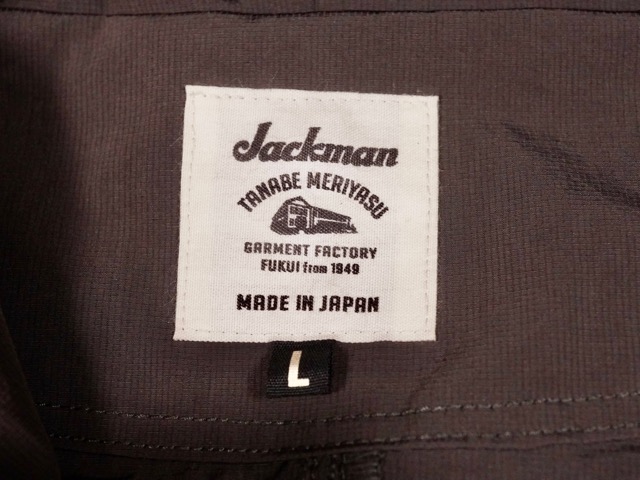 Jackman
TANABE MERIYASU
GARMENT FACTORY
FUKUI from 1949
MADE IN JAPAN
L